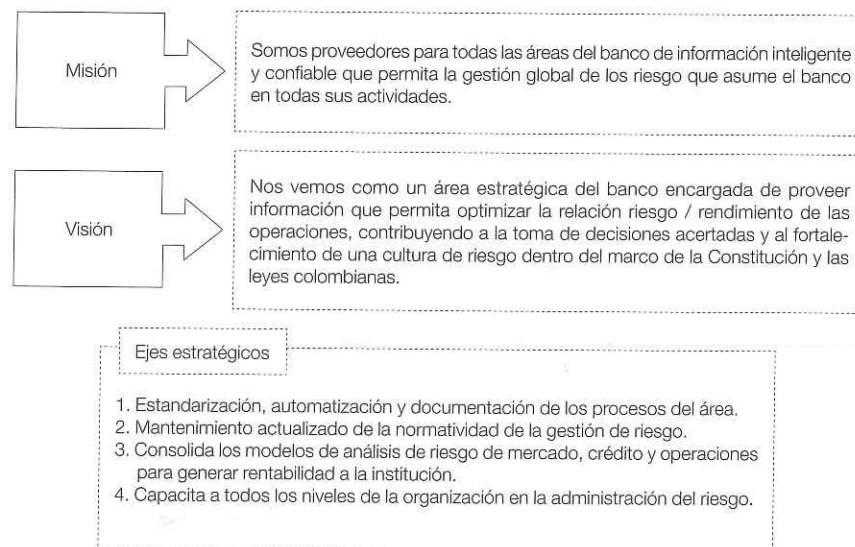 Misión
Somos proveedores para todas las áreas del banco de información inteligente
y confiable que permita la gestión global de los riesgo que asume el banco
en todas sus actividades.
Visión
Nos vemos como un área estratégica del banco encargada de proveer
información que permita optimizar la relación riesgo / rendimiento de las
operaciones, contribuyendo a la toma de decisiones acertadas y al fortale-
cimiento de una cultura de riesgo dentro del marco de la Constitución y las
leyes colombianas.
Ejes estratégicos
1. Estandarización, automatización y documentación de los procesos del área.
2. Mantenimiento actualizado de la normatividad de la gestión de riesgo.
3. Consolida los modelos de análisis de riesgo de mercado, crédito y operaciones
para generar rentabilidad a la institución.
4. Capacita a todos los niveles de la organización en la administración del riesgo.